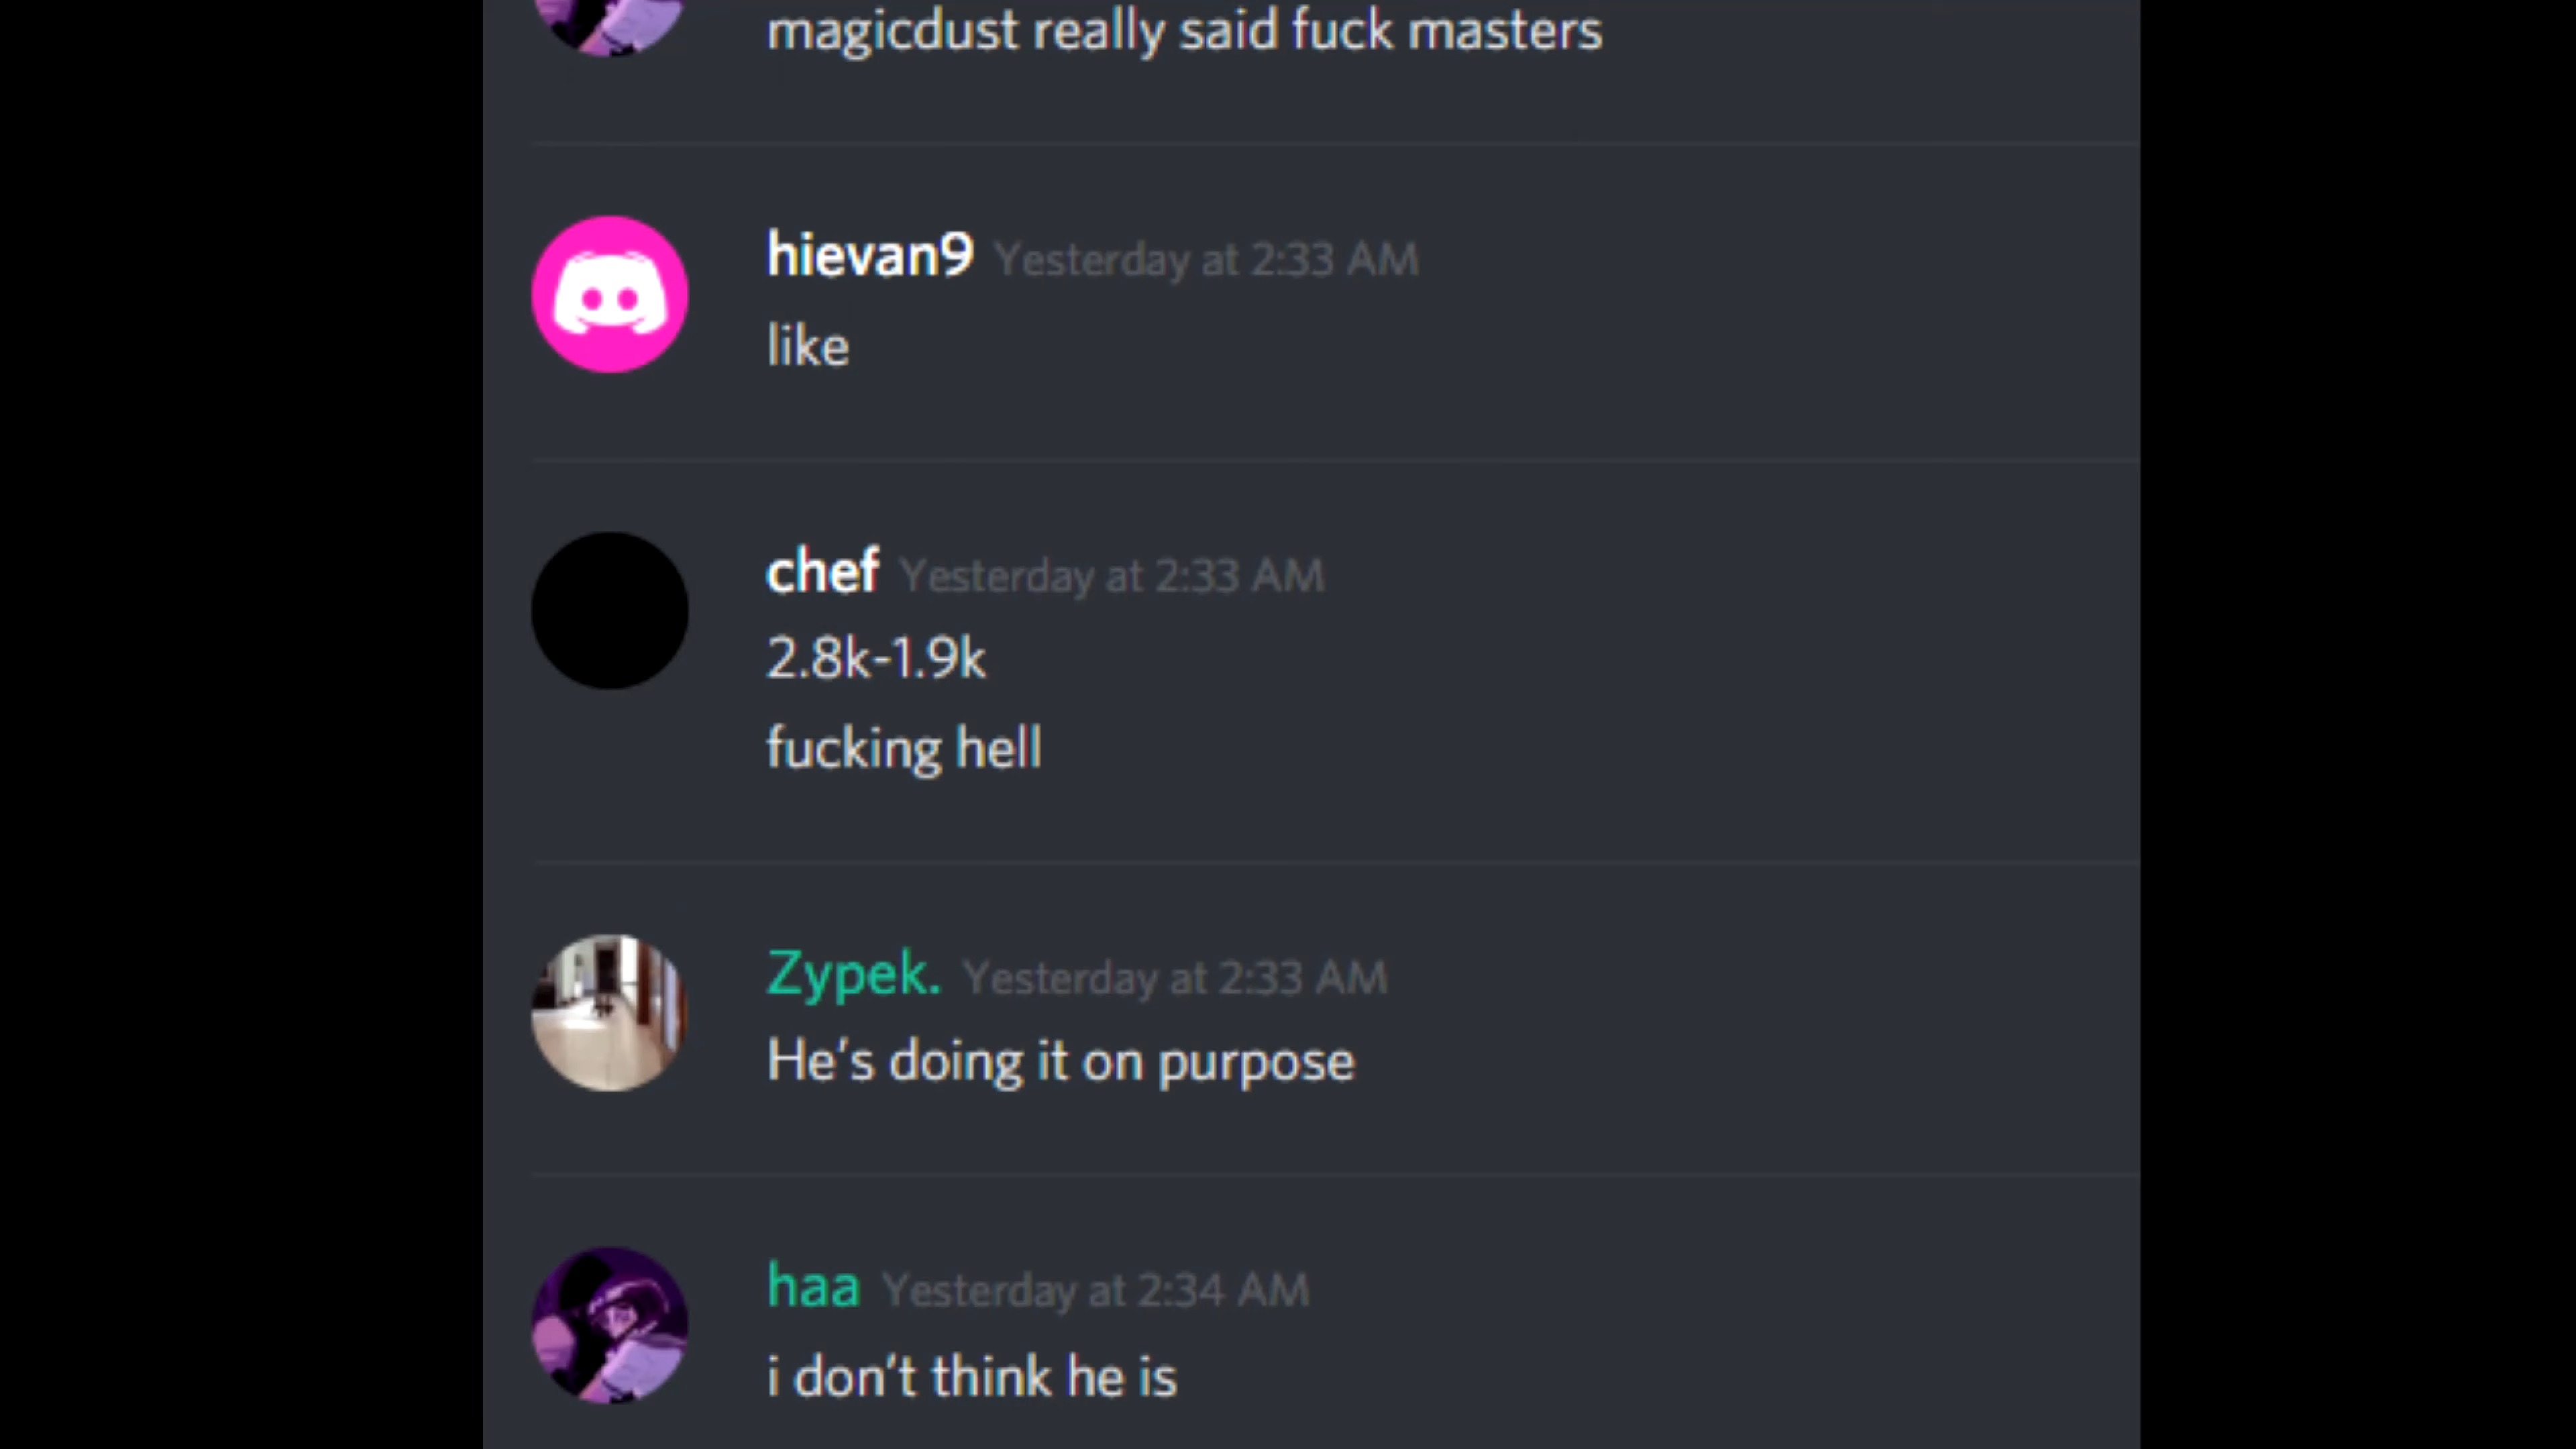 magicdust really said fuck masters
hievan9 Yesterday at 2:33 AM
like
chef Yesterday at 2:33 AM
2.8k-1.9k
fucking hell
Zypek. Yesterday at 2:33 AM
He's doing it on purpose
haa Yesterday at 2:34 AM
i don't think he is